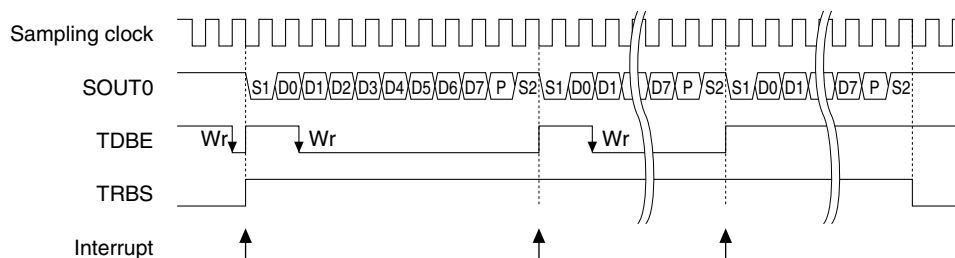 Sampling clock
SOUT0 S1 D0 D1 D2 D3 D4 D5 D6 D7 P S2 S1 D0 D1 D7 P S2 S1 D0 D1 D7 P S2
TDBE Wr Wr Wr
TRBS
Interrupt